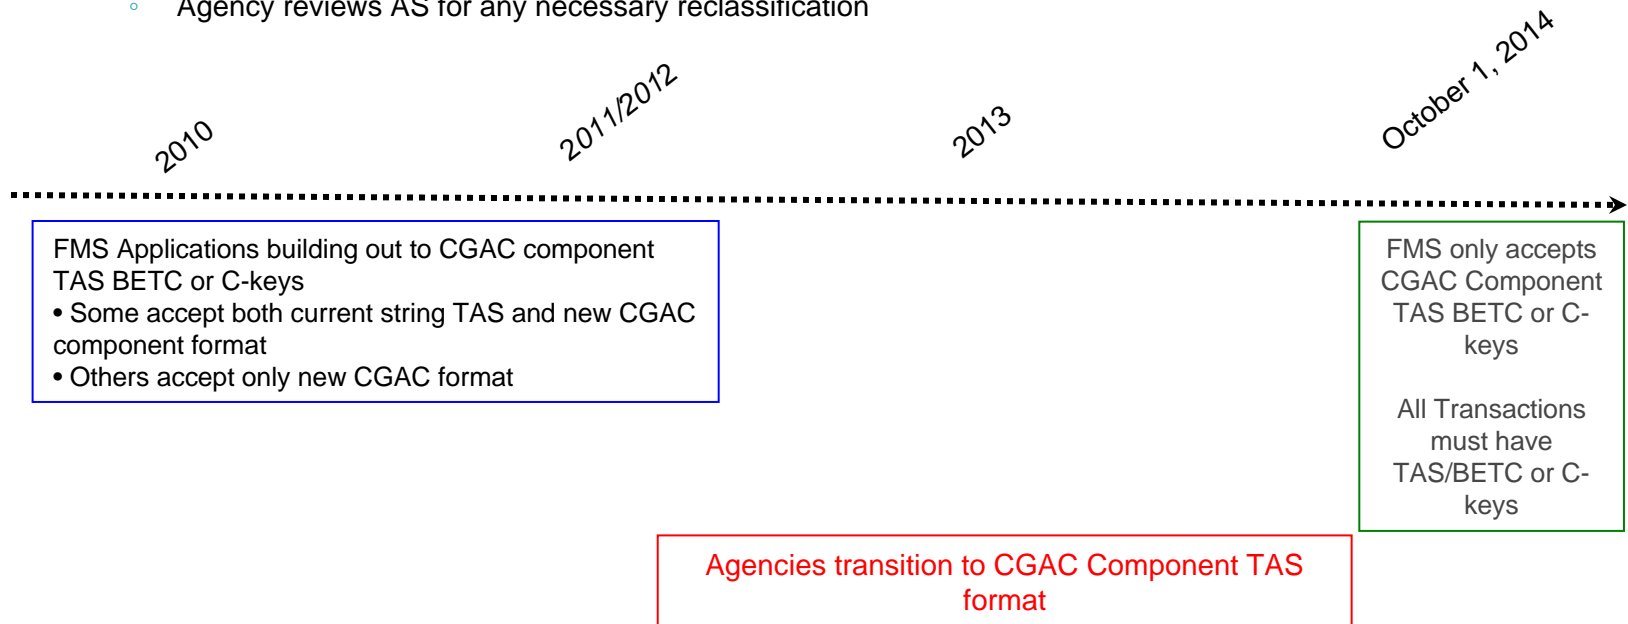 ◦ Agency reviews AS for any necessary reclassification
2010
2011/2012
2013
October 1, 2014
FMS Applications building out to CGAC component
TAS BETC or C-keys
• Some accept both current string TAS and new CGAC
component format
• Others accept only new CGAC format
FMS only accepts
CGAC Component
TAS BETC or C-
keys
All Transactions
must have
TAS/BETC or C-
keys
Agencies transition to CGAC Component TAS
format